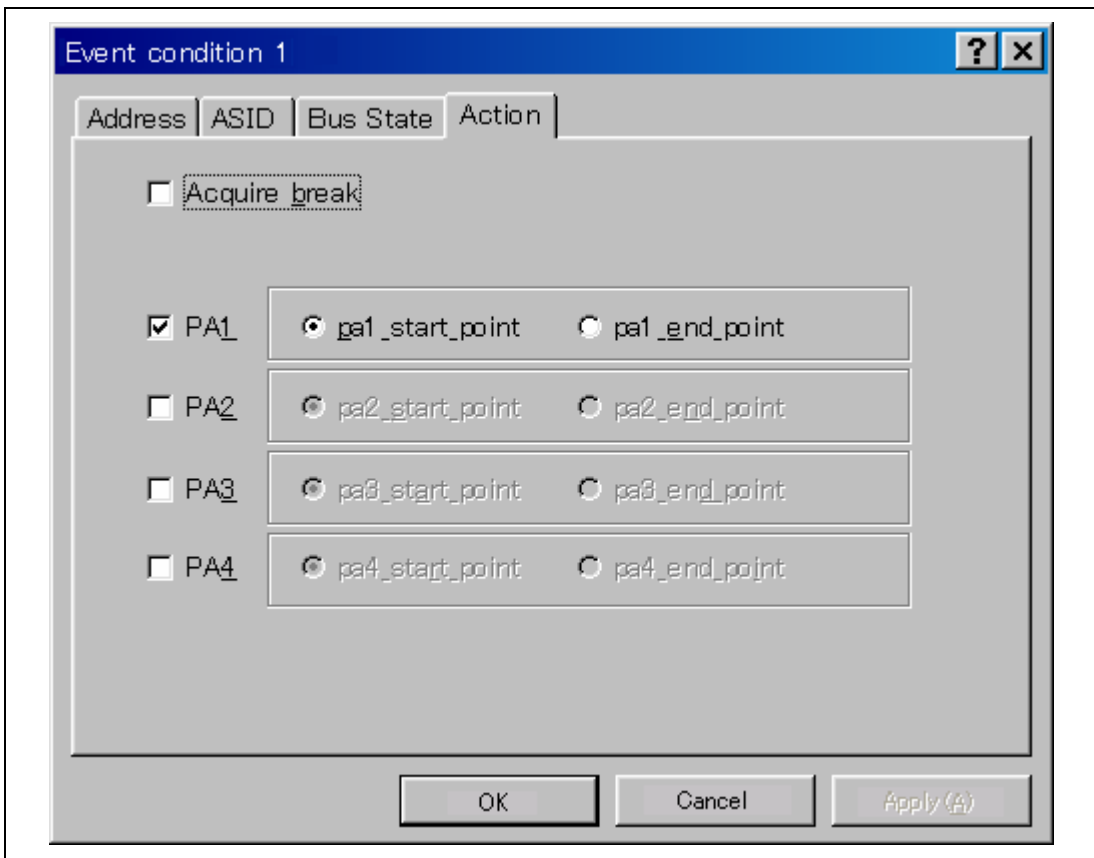 Event condition 1
Address ASID Bus State Action
Acquire break
PA1 pa1_start_point pa1_end_point
PA2 pa2_start_point pa2_end_point
PA3 pa3_start_point pa3_end_point
PA4 pa4_start_point pa4_end_point
OK Cancel Apply(A)